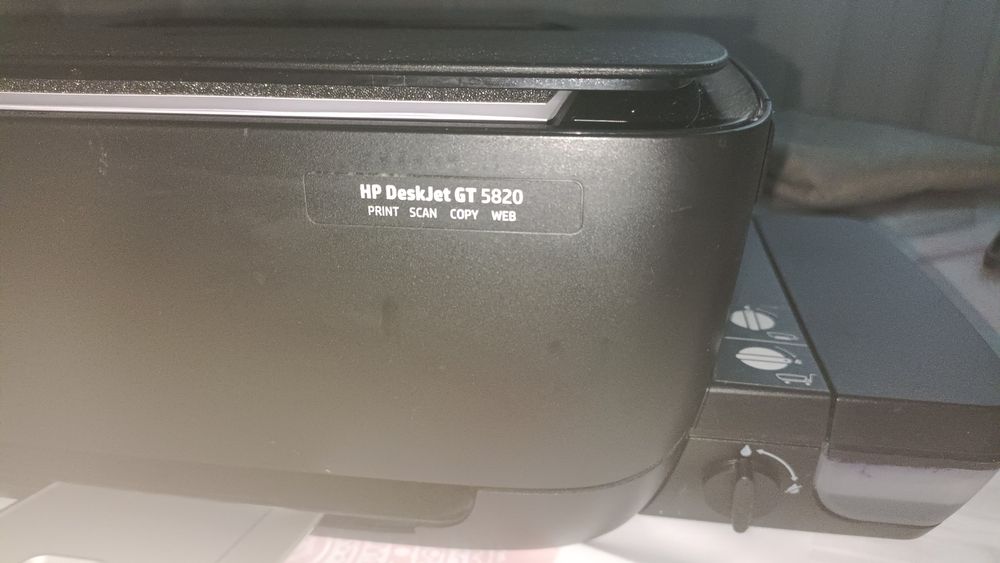 HP DeskJet GT 5820
PRINT SCAN COPY WEB